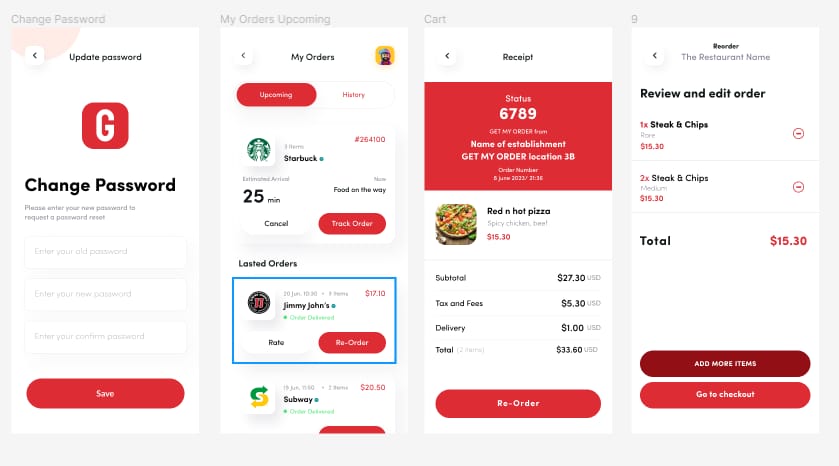 Change Password
Update password
G
Change Password
Please enter your new password to
request a password reset
Enter your old password
Enter your new password
Enter your confirm password
Save
My Orders Upcoming
My Orders
Upcoming
History
#264100
3 Items
Starbuck
Estimated Arrival
Now
25 min
Food on the way
Cancel
Track Order
Lasted Orders
20 Jun, 10:30 • 3 Items
$17.10
Jimmy John's
Order Delivered
Rate
Re-Order
19 Jun, 11:50 • 2 Items
$20.50
Subway
Order Delivered
Cart
Receipt
Status
6789
GET MY ORDER from
Name of establishment
GET MY ORDER location 3B
Order Number
6 June 2023/ 21:36
Red n hot pizza
Spicy chicken, beef
$15.30
Subtotal $27.30 USD
Tax and Fees $5.30 USD
Delivery $1.00 USD
Total (2 items) $33.60 USD
Re-Order
9
Reorder
The Restaurant Name
Review and edit order
1x Steak & Chips
Rare
$15.30
2x Steak & Chips
Medium
$15.30
Total $15.30
ADD MORE ITEMS
Go to checkout